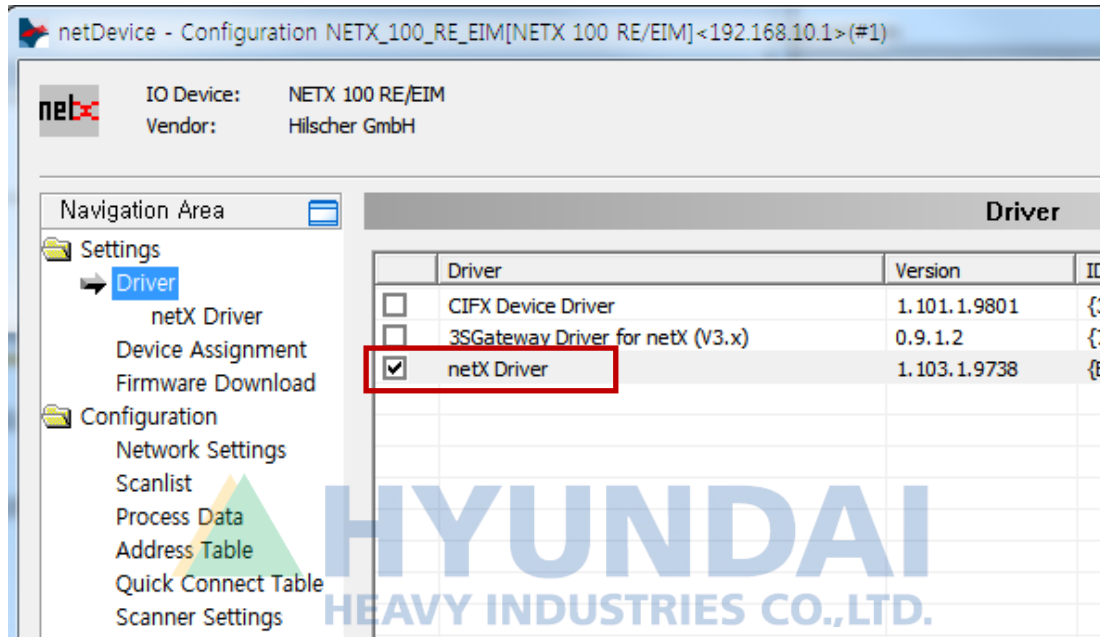 netDevice - Configuration NETX_100_RE_EIM[NETX 100 RE/EIM]<192.168.10.1>(#1)
netx
IO Device: NETX 100 RE/EIM
Vendor: Hilscher GmbH
Navigation Area
Driver
Settings
Driver
netX Driver
Device Assignment
Firmware Download
Configuration
Network Settings
Scanlist
Process Data
Address Table
Quick Connect Table
Scanner Settings
Driver Version
CIFX Device Driver 1.101.1.9801
3SGateway Driver for netX (V3.x) 0.9.1.2
netX Driver 1.103.1.9738
HYUNDAI
HEAVY INDUSTRIES CO.,LTD.